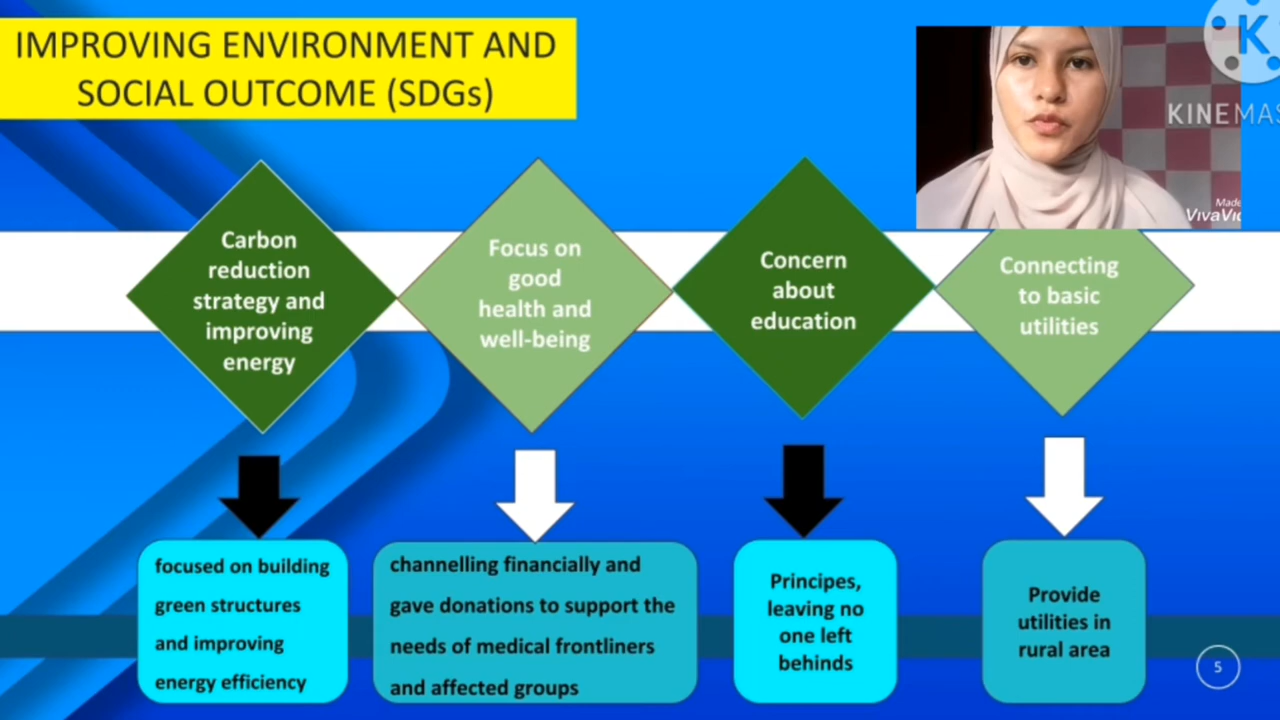 IMPROVING ENVIRONMENT AND
SOCIAL OUTCOME (SDGs)
K
KINEMAS
Made
VivaVid
Carbon
reduction
strategy and
improving
energy
Focus on
good
health and
well-being
Concern
about
education
Connecting
to basic
utilities
focused on building
green structures
and improving
energy efficiency
channelling financially and
gave donations to support the
needs of medical frontliners
and affected groups
Principes,
leaving no
one left
behinds
Provide
utilities in
rural area
5